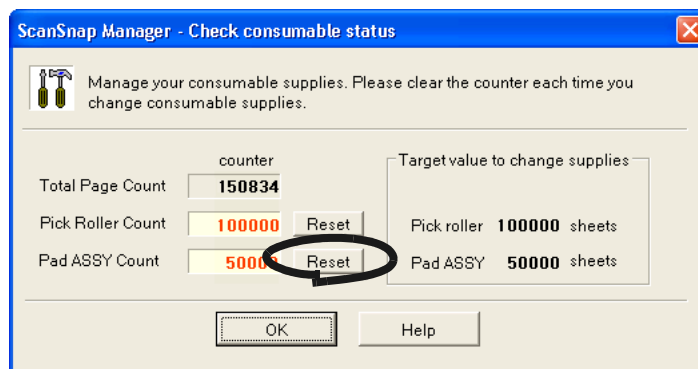 ScanSnap Manager - Check consumable status
Manage your consumable supplies. Please clear the counter each time you
change consumable supplies.
counter
Target value to change supplies
Total Page Count 150834
Pick Roller Count 100000 Reset
Pick roller 100000 sheets
Pad ASSY Count 50000 Reset
Pad ASSY 50000 sheets
OK Help